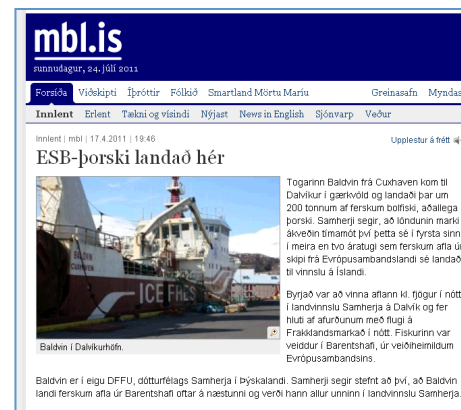 mbl.is
sunnudagur, 24. júlí 2011
Forsíða Viðskipti Íþróttir Fólkið Smartland Mörtu Maríu Greinasafn Myndas
Innlent Erlent Tækni og vísindi Nýjast News in English Sjónvarp Veður
Innlent | mbl | 17.4.2011 | 19:46 Upplestur á frétt
ESB-þorski landað hér
Togarinn Baldvin frá Cuxhaven kom til
Dalvíkur í gærkvöld og landaði þar um
200 tonnum af ferskum bolfiski, aðallega
þorski. Samherji segir, að löndunin marki
ákveðin tímamót því þetta sé í fyrsta sinn
í meira en tvo áratugi sem ferskum afla úr
skipi frá Evrópusambandslandi sé landað
til vinnslu á Íslandi.
Byrjað var að vinna aflann kl. fjögur í nótt
í landvinnslu Samherja á Dalvík og fer
hluti af afurðunum með flugi á
Frakklandsmarkað í nótt. Fiskurinn var
veiddur í Barentshafi, úr veiðiheimildum
Evrópusambandsins.
BALDVIN
CUXHAVEN
ICEFRES
Baldvin í Dalvíkurhöfn.
Baldvin er í eigu DFFU, dótturfélags Samherja í Þýskalandi. Samherji segir stefnt að því, að Baldvin
landi ferskum afla úr Barentshafi oftar á næstunni og verði hann allur unninn í landvinnslu Samherja.